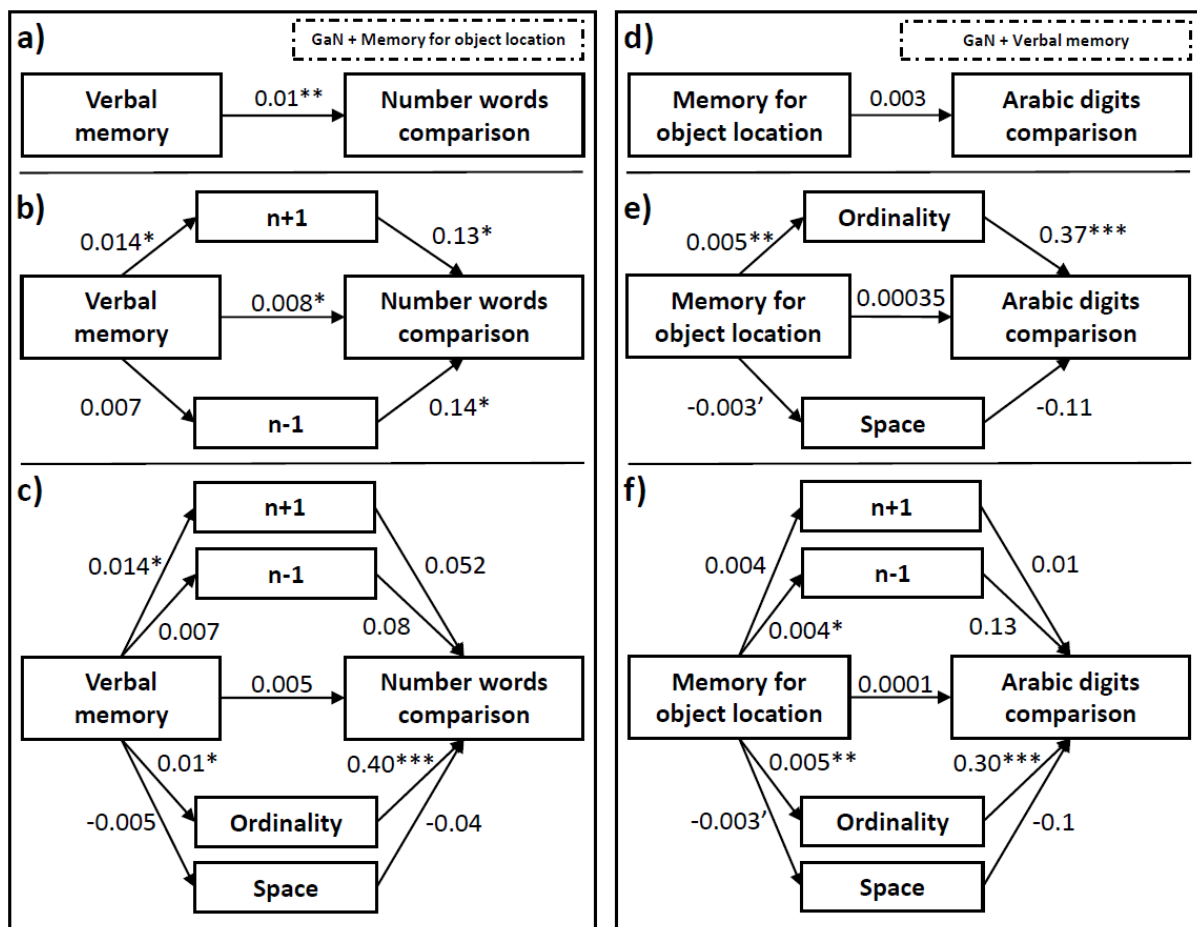 a)
GaN + Memory for object location
Verbal
memory
0.01**
Number words
comparison
b)
n+1
0.014*
0.13*
Verbal
memory
0.008*
Number words
comparison
0.007
0.14*
n-1
c)
n+1
0.014*
0.052
n-1
0.007
0.08
Verbal
memory
0.005
Number words
comparison
0.01*
0.40***
Ordinality
-0.005
-0.04
Space
d)
GaN + Verbal memory
Memory for
object location
0.003
Arabic digits
comparison
e)
Ordinality
0.005**
0.37***
Memory for
object location
0.00035
Arabic digits
comparison
-0.003’
-0.11
Space
f)
n+1
0.004
0.01
n-1
0.004*
0.13
Memory for
object location
0.0001
Arabic digits
comparison
0.005**
0.30***
Ordinality
-0.003’
-0.1
Space